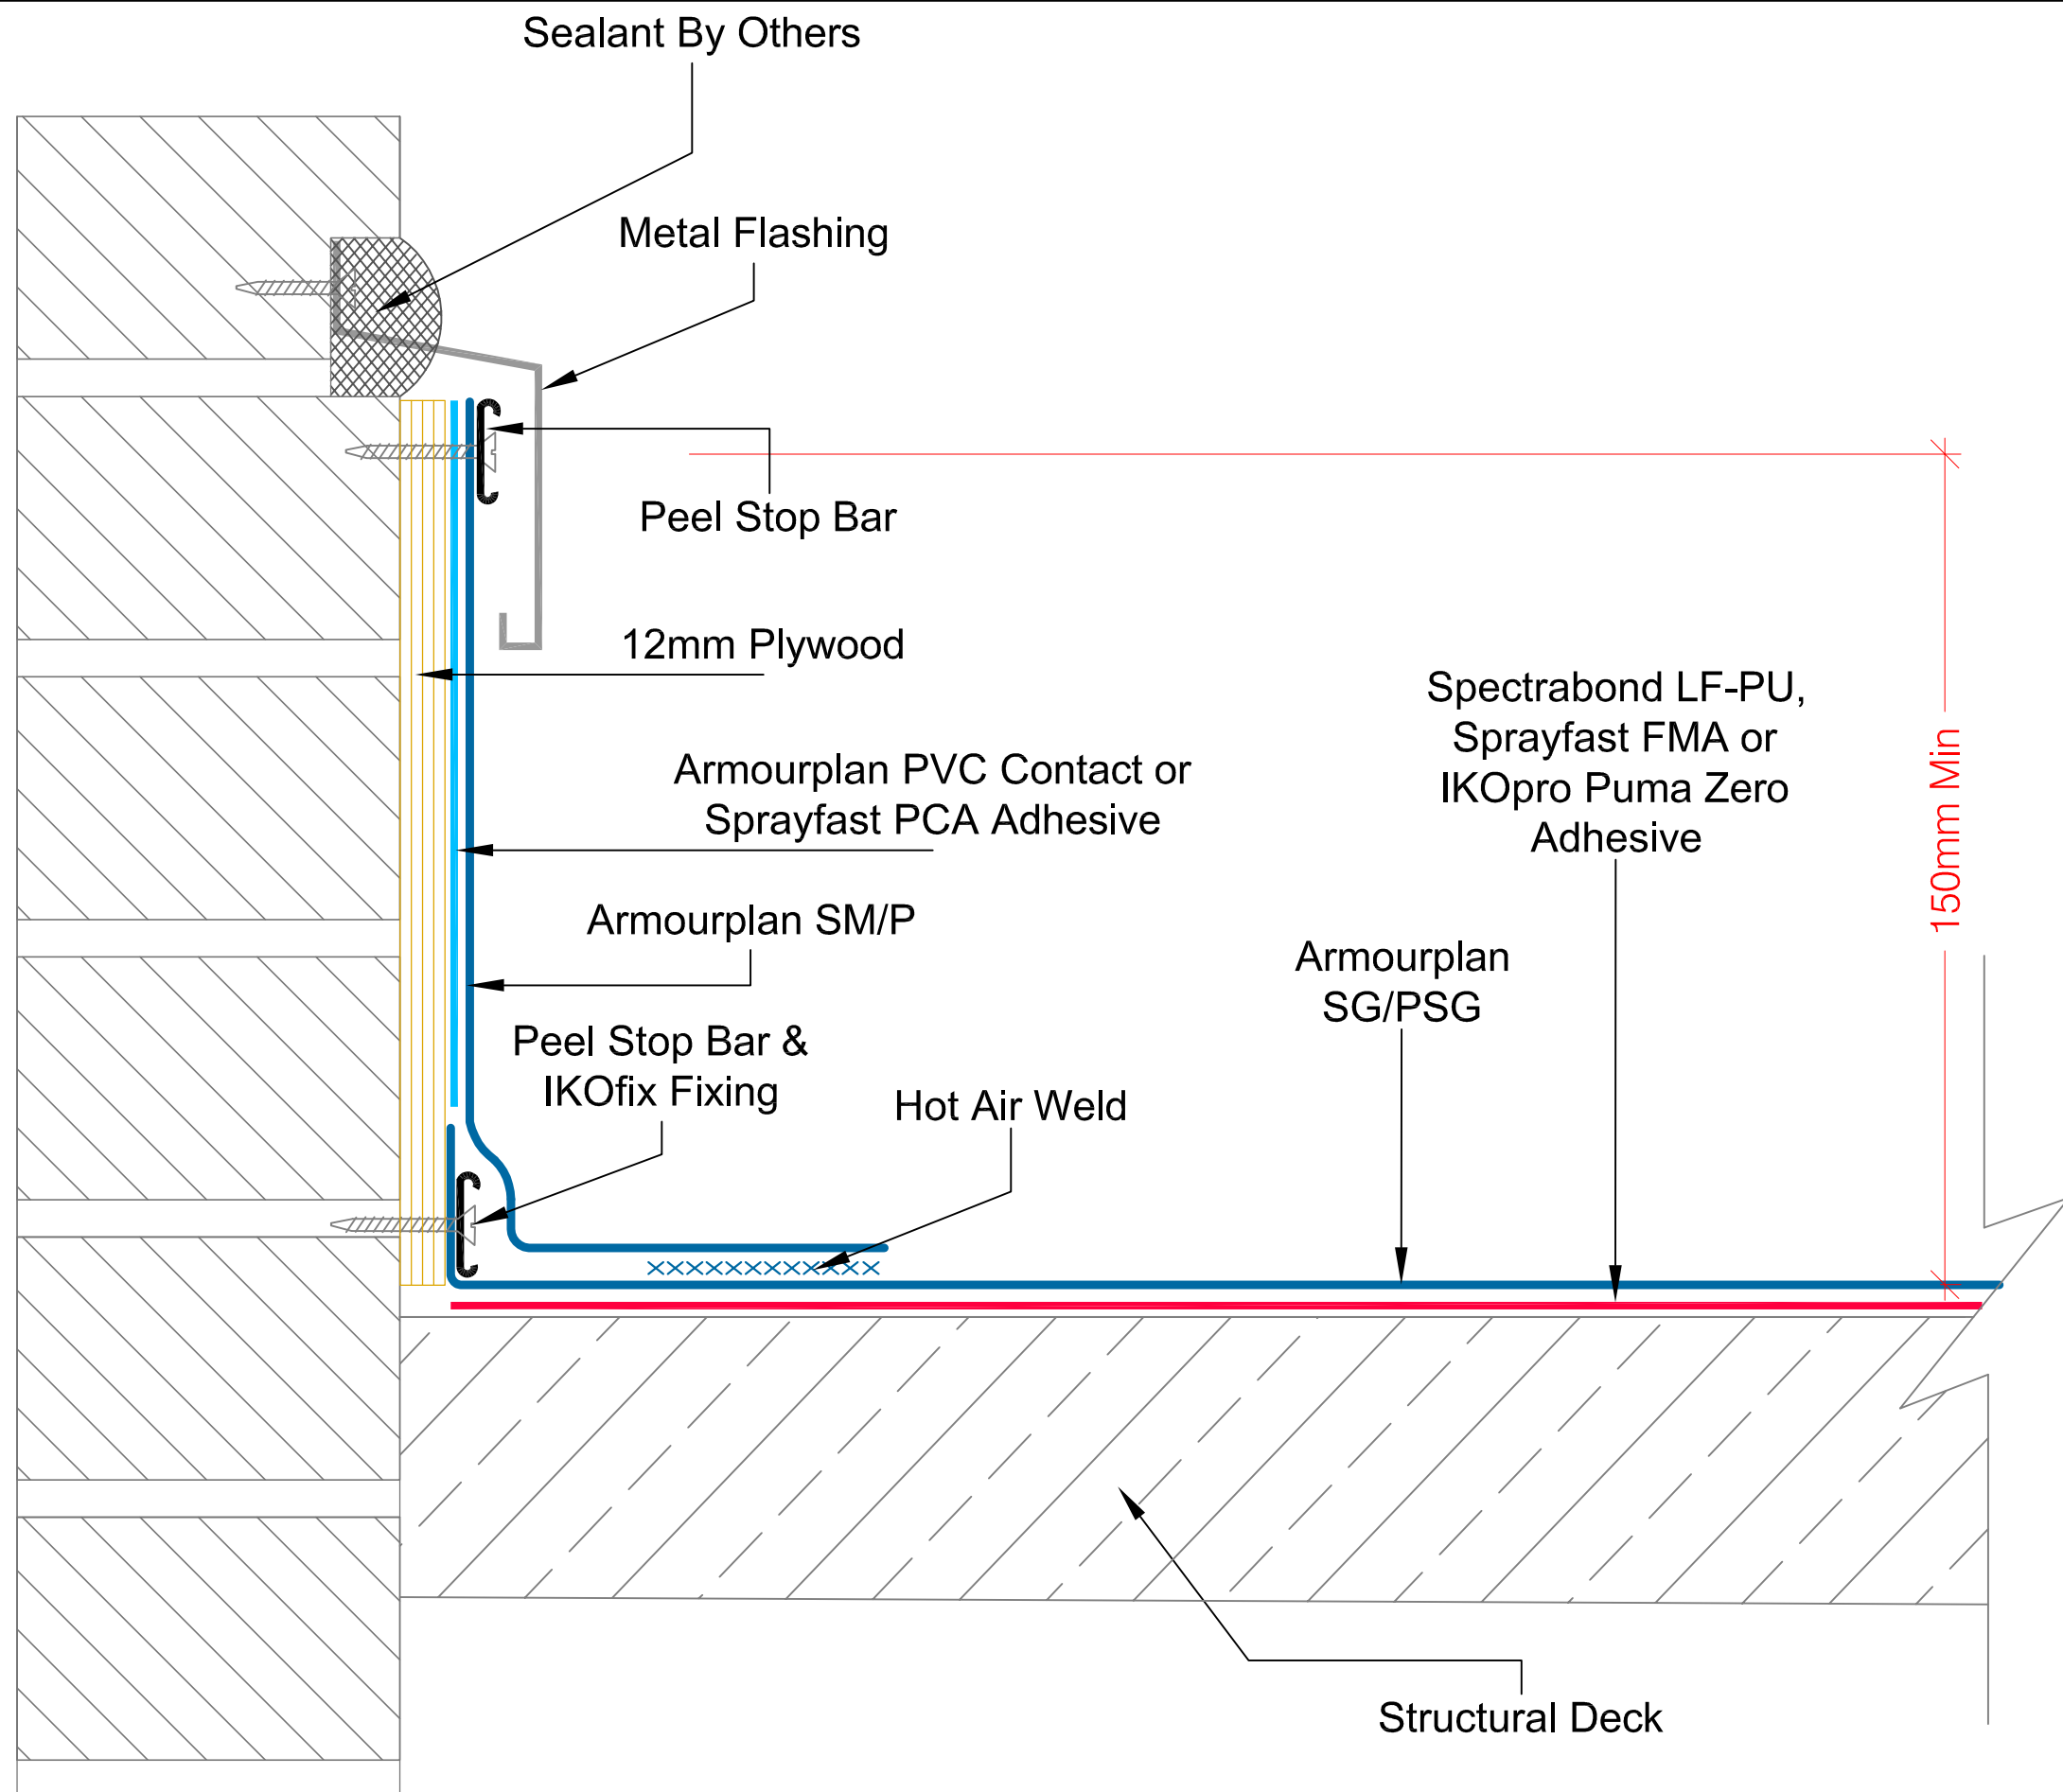 Sealant By Others
Metal Flashing
Peel Stop Bar
12mm Plywood
Spectrabond LF-PU,
Sprayfast FMA or
IKOpro Puma Zero
Adhesive
150mm Min
Armourplan PVC Contact or
Sprayfast PCA Adhesive
Armourplan SM/P
Armourplan
SG/PSG
Peel Stop Bar &
IKOfix Fixing
Hot Air Weld
Structural Deck